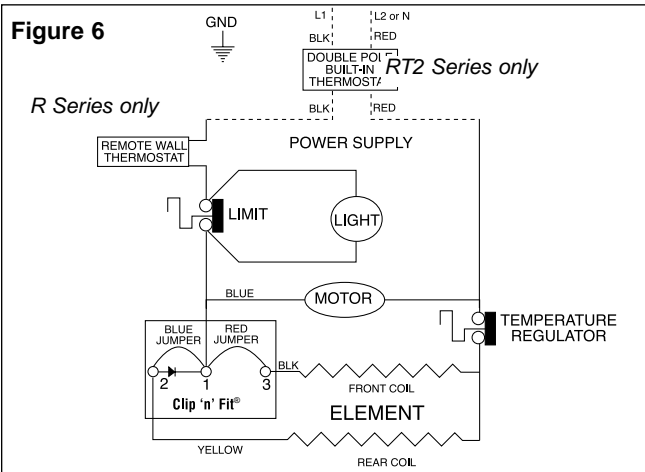 Figure 6
GND
L1
L2 or N
BLK
RED
DOUBLE
BUILT-IN
RT2 Series only
BLK
RED
R Series only
POWER SUPPLY
REMOTE WALL
THERMOSTAT
LIMIT
LIGHT
BLUE
MOTOR
TEMPERATURE
REGULATOR
BLUE
JUMPER
RED
JUMPER
2
1
3
BLK
FRONT COIL
Clip 'n' Fit®
ELEMENT
YELLOW
REAR COIL